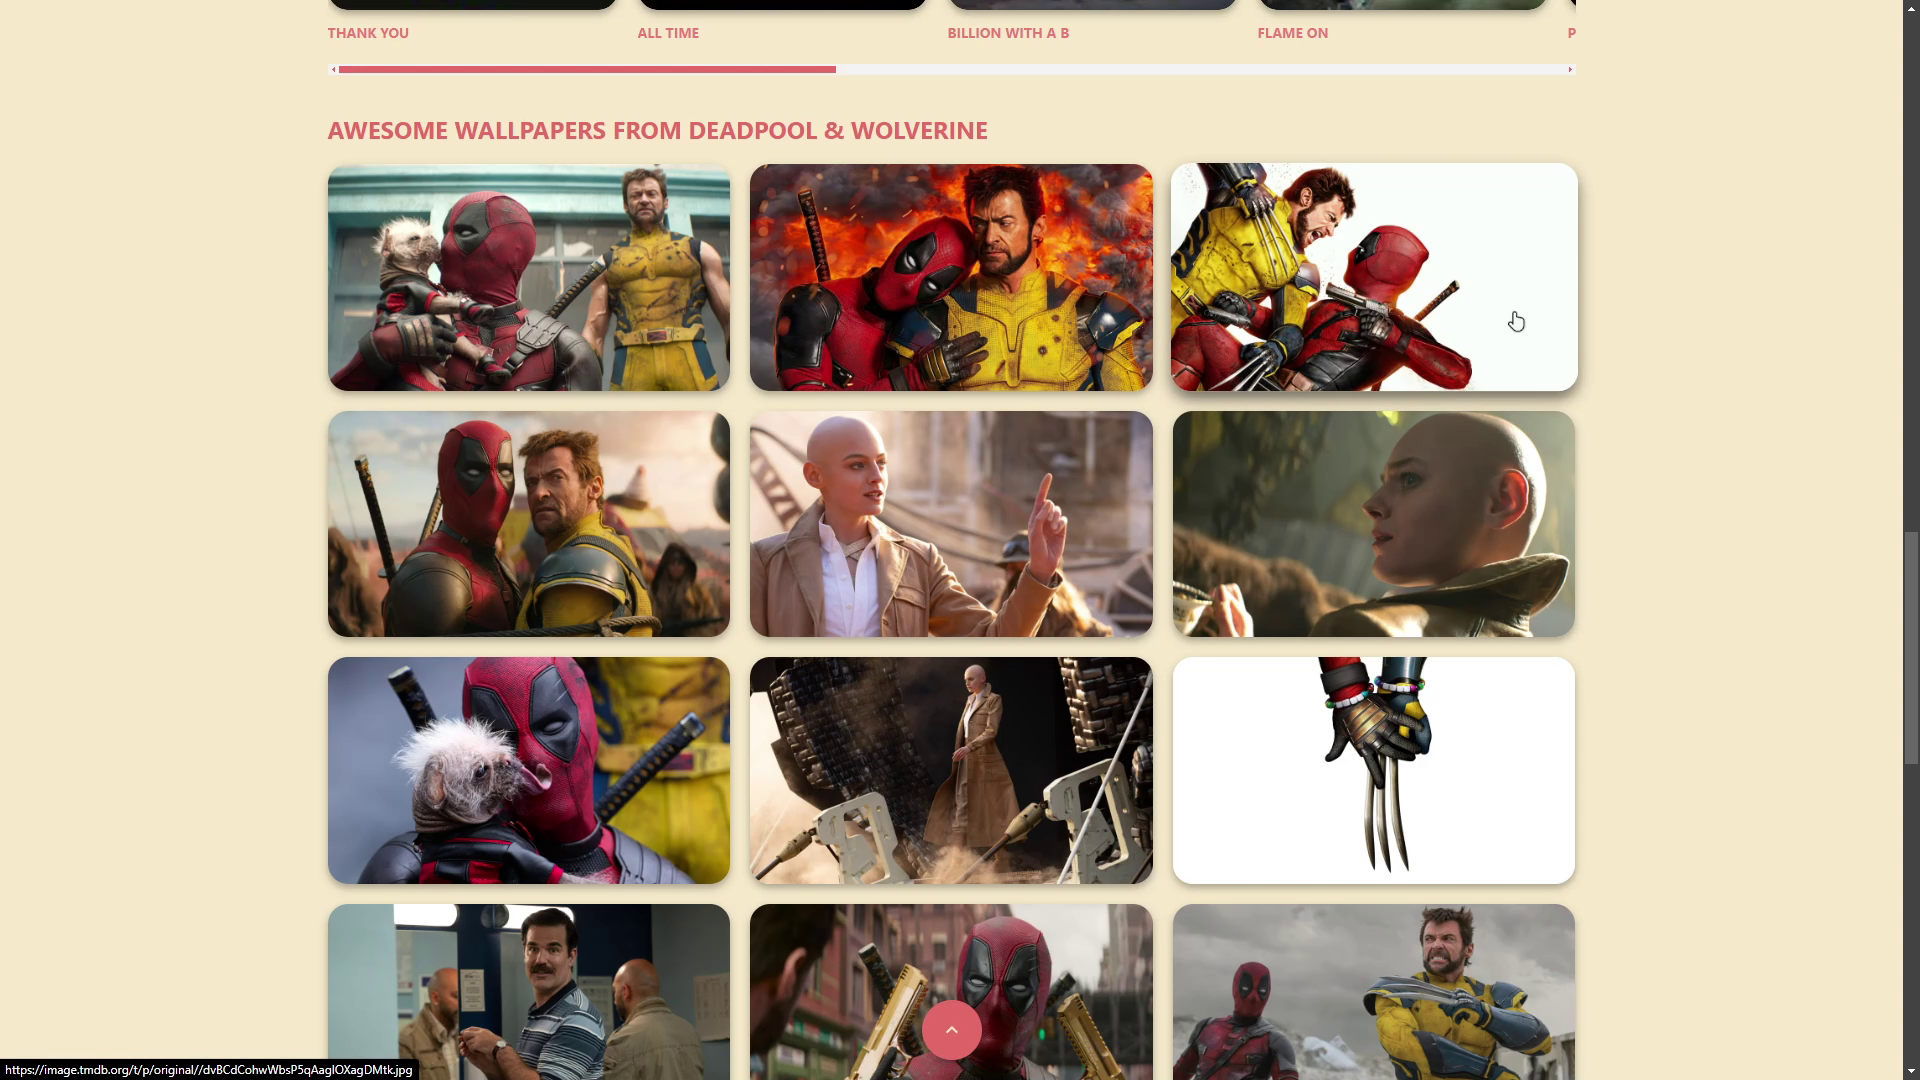 THANK YOU
ALL TIME
BILLION WITH A B
FLAME ON
P
AWESOME WALLPAPERS FROM DEADPOOL & WOLVERINE
https://image.tmdb.org/t/p/original//dvBCdCohwWbsP5qAagIOXagDMtk.jpg